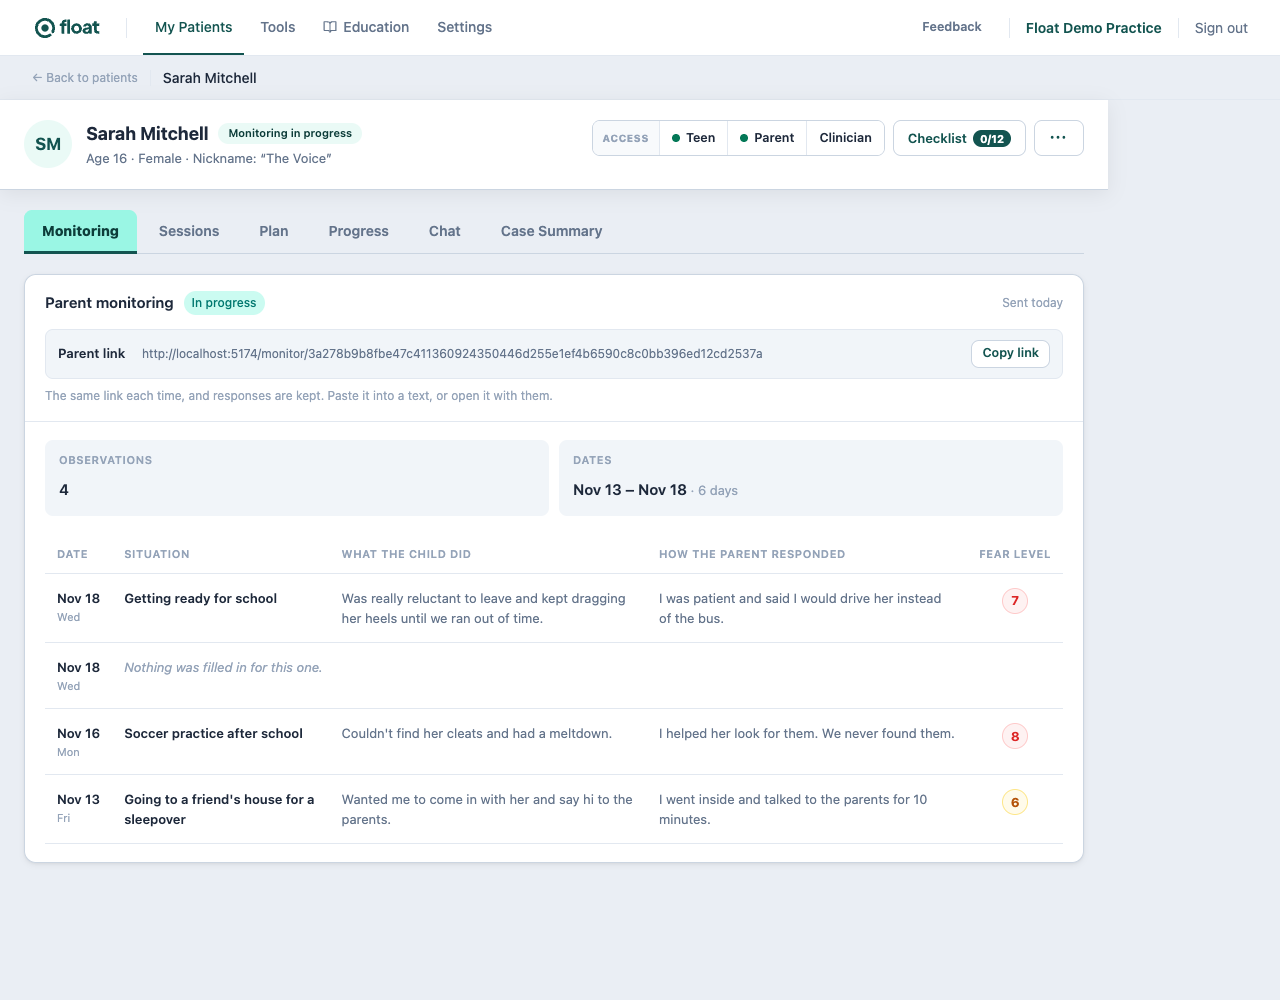 float
My Patients
Tools
Education
Settings
Feedback
Float Demo Practice
Sign out
← Back to patients
Sarah Mitchell
SM
Sarah Mitchell
Monitoring in progress
Age 16 · Female · Nickname: “The Voice”
ACCESS
Teen
Parent
Clinician
Checklist 0/12
···
Monitoring
Sessions
Plan
Progress
Chat
Case Summary
Parent monitoring
In progress
Sent today
Parent link
http://localhost:5174/monitor/3a278b9b8fbe47c411360924350446d255e1ef4b6590c8c0bb396ed12cd2537a
Copy link
The same link each time, and responses are kept. Paste it into a text, or open it with them.
OBSERVATIONS
4
DATES
Nov 13 – Nov 18 · 6 days
DATE
SITUATION
WHAT THE CHILD DID
HOW THE PARENT RESPONDED
FEAR LEVEL
Nov 18
Wed
Getting ready for school
Was really reluctant to leave and kept dragging
her heels until we ran out of time.
I was patient and said I would drive her instead
of the bus.
7
Nov 18
Wed
Nothing was filled in for this one.
Nov 16
Mon
Soccer practice after school
Couldn't find her cleats and had a meltdown.
I helped her look for them. We never found them.
8
Nov 13
Fri
Going to a friend's house for a
sleepover
Wanted me to come in with her and say hi to the
parents.
I went inside and talked to the parents for 10
minutes.
6